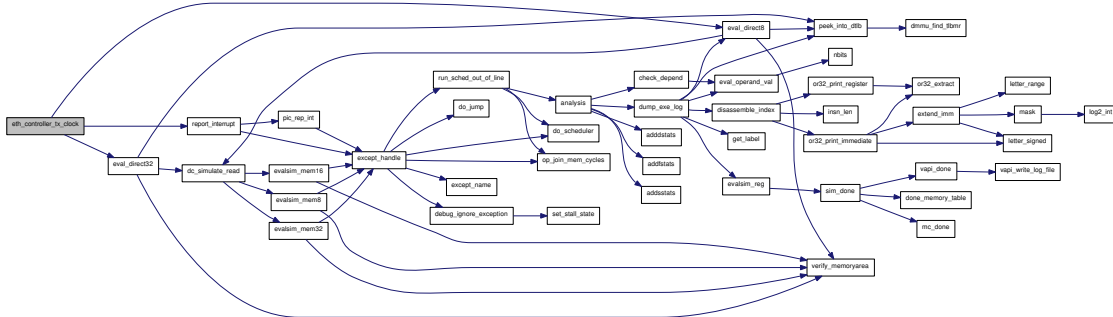 eth_controller_tx_clock
report_interrupt
eval_direct32
pic_rep_int
dc_simulate_read
evalsim_mem16
evalsim_mem8
evalsim_mem32
except_handle
run_sched_out_of_line
do_jump
except_name
debug_ignore_exception
analysis
do_scheduler
op_join_mem_cycles
set_stall_state
check_depend
dump_exe_log
adddstats
addfstats
addsstats
eval_direct8
eval_operand_val
disassemble_index
get_label
evalsim_reg
peek_into_dtlb
nbits
or32_print_register
insn_len
or32_print_immediate
sim_done
verify_memoryarea
dmmu_find_tlbmr
or32_extract
extend_imm
vapi_done
done_memory_table
mc_done
letter_range
mask
letter_signed
vapi_write_log_file
log2_int